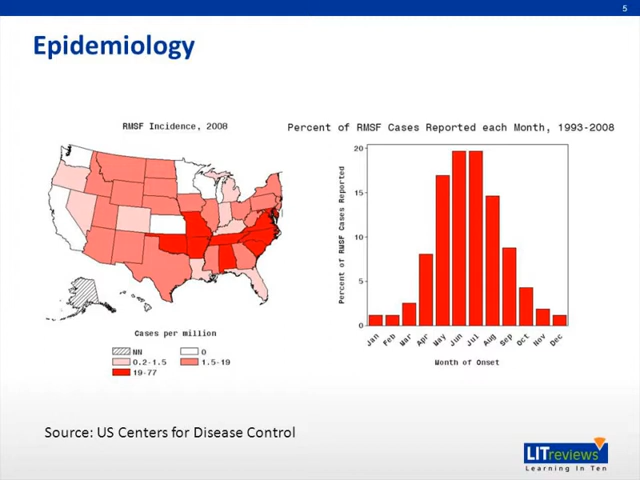 5
Epidemiology
RMSF Incidence, 2008
Cases per million
NN
0
0.2-1.5
1.5-19
19-77
Percent of RMSF Cases Reported each Month, 1993-2008
Percent of RMSF Cases Reported
20
15
10
5
0
Jan Feb Mar Apr May Jun Jul Aug Sep Oct Nov Dec
Month of Onset
Source: US Centers for Disease Control
LITreviews
Learning In Ten